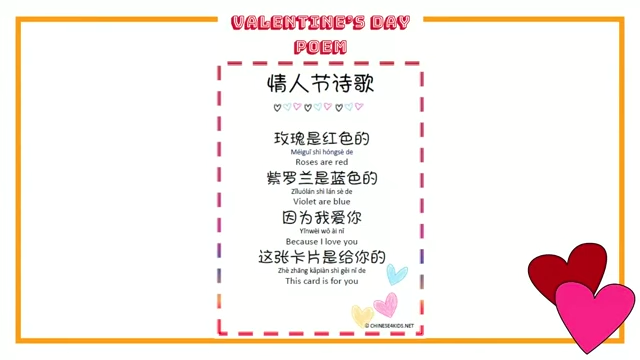 VALENTINE'S DAY
POEM
情人节诗歌
玫瑰是红色的
Méiguī shì hóngsè de
Roses are red
紫罗兰是蓝色的
Zǐluólán shì lán sè de
Violet are blue
因为我爱你
Yīnwèi wǒ ài nǐ
Because I love you
这张卡片是给你的
Zhè zhāng kǎpiàn shì gěi nǐ de
This card is for you
© CHINESE4KIDS.NET